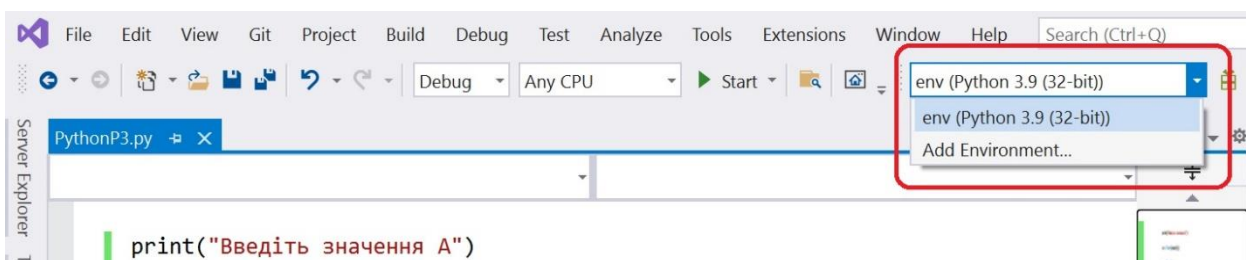 File Edit View Git Project Build Debug Test Analyze Tools Extensions Window Help Search (Ctrl+Q)
Debug Any CPU Start env (Python 3.9 (32-bit))
env (Python 3.9 (32-bit))
Add Environment...
PythonP3.py
Server Explorer
print("Введіть значення A")